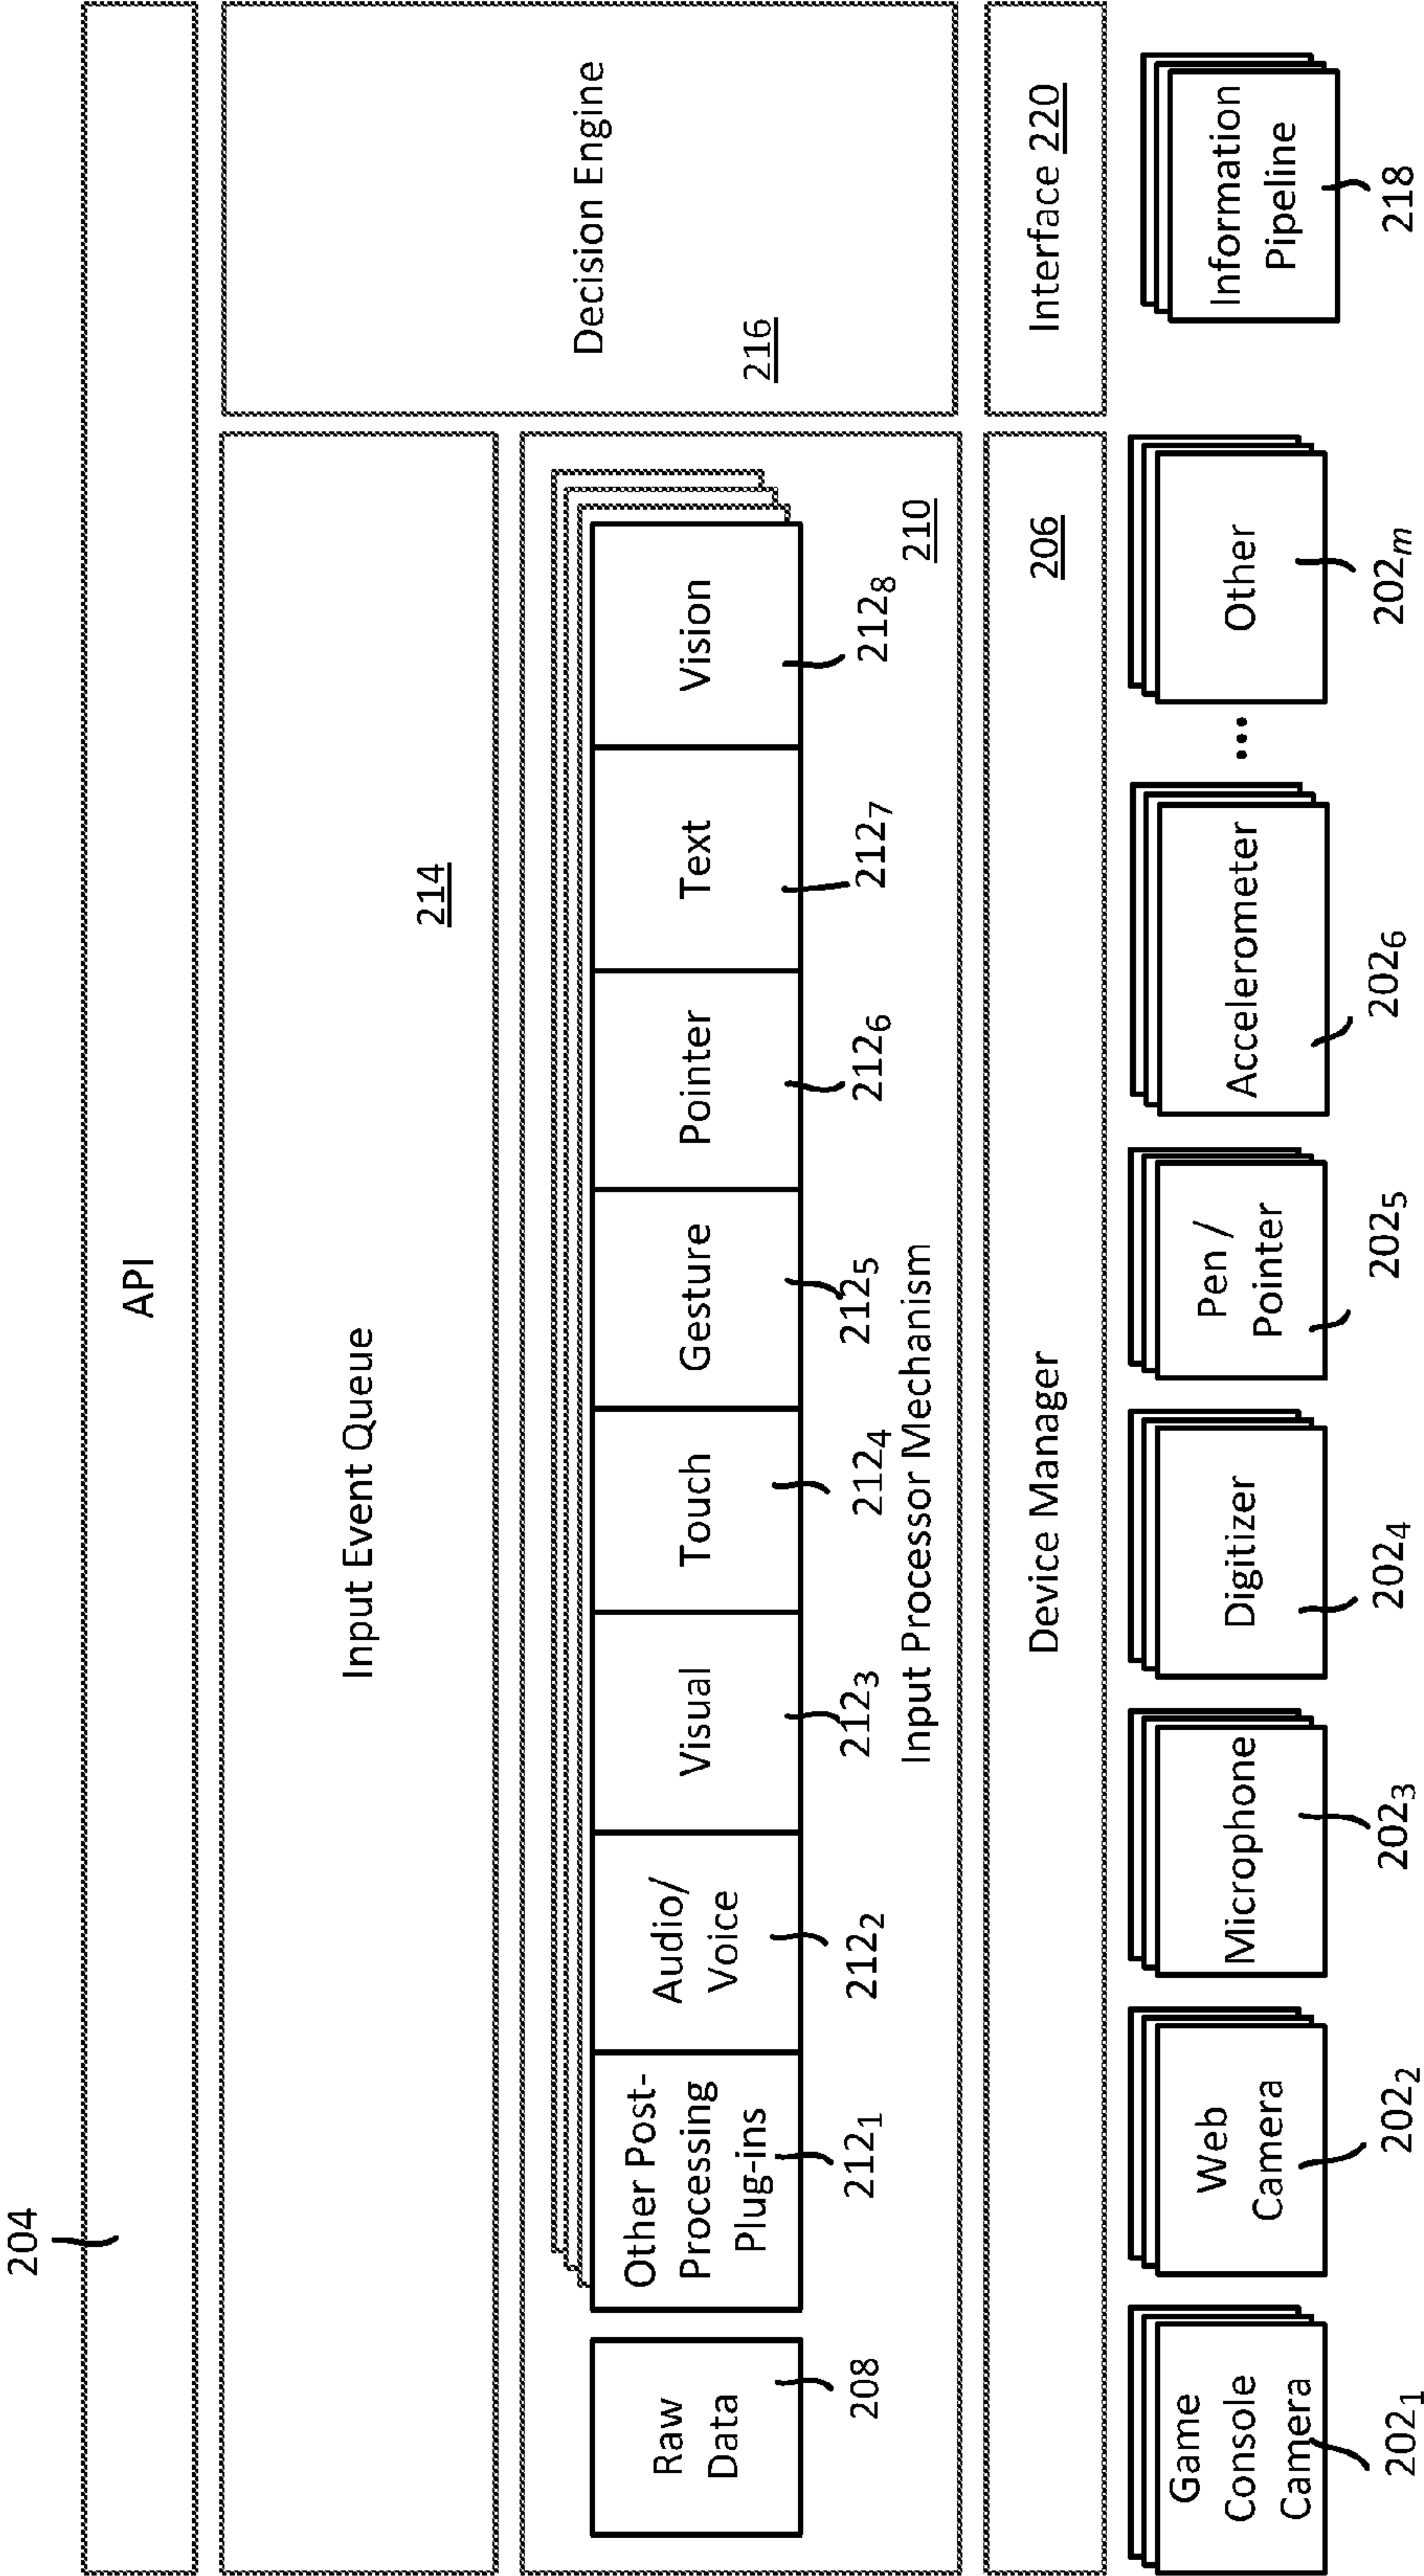 204
API
Input Event Queue
214
Decision Engine
216
Raw
Data
208
Other Post-
Processing
Plug-ins
212₁
Audio/
Voice
212₂
Visual
212₃
Touch
212₄
Gesture
212₅
Pointer
212₆
Text
212₇
Vision
212₈
Input Processor Mechanism
210
Device Manager
206
Interface 220
Game
Console
Camera
202₁
Web
Camera
202₂
Microphone
202₃
Digitizer
202₄
Pen /
Pointer
202₅
Accelerometer
202₆
...
Other
202m
Information
Pipeline
218